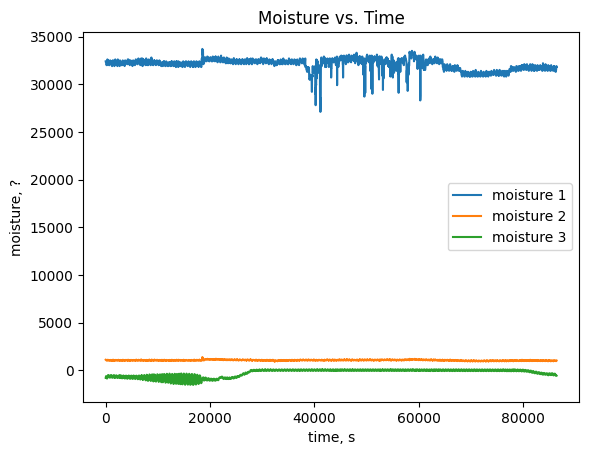 Moisture vs. Time
35000
30000
25000
20000
15000
10000
5000
0
moisture, ?
moisture 1
moisture 2
moisture 3
0 20000 40000 60000 80000
time, s